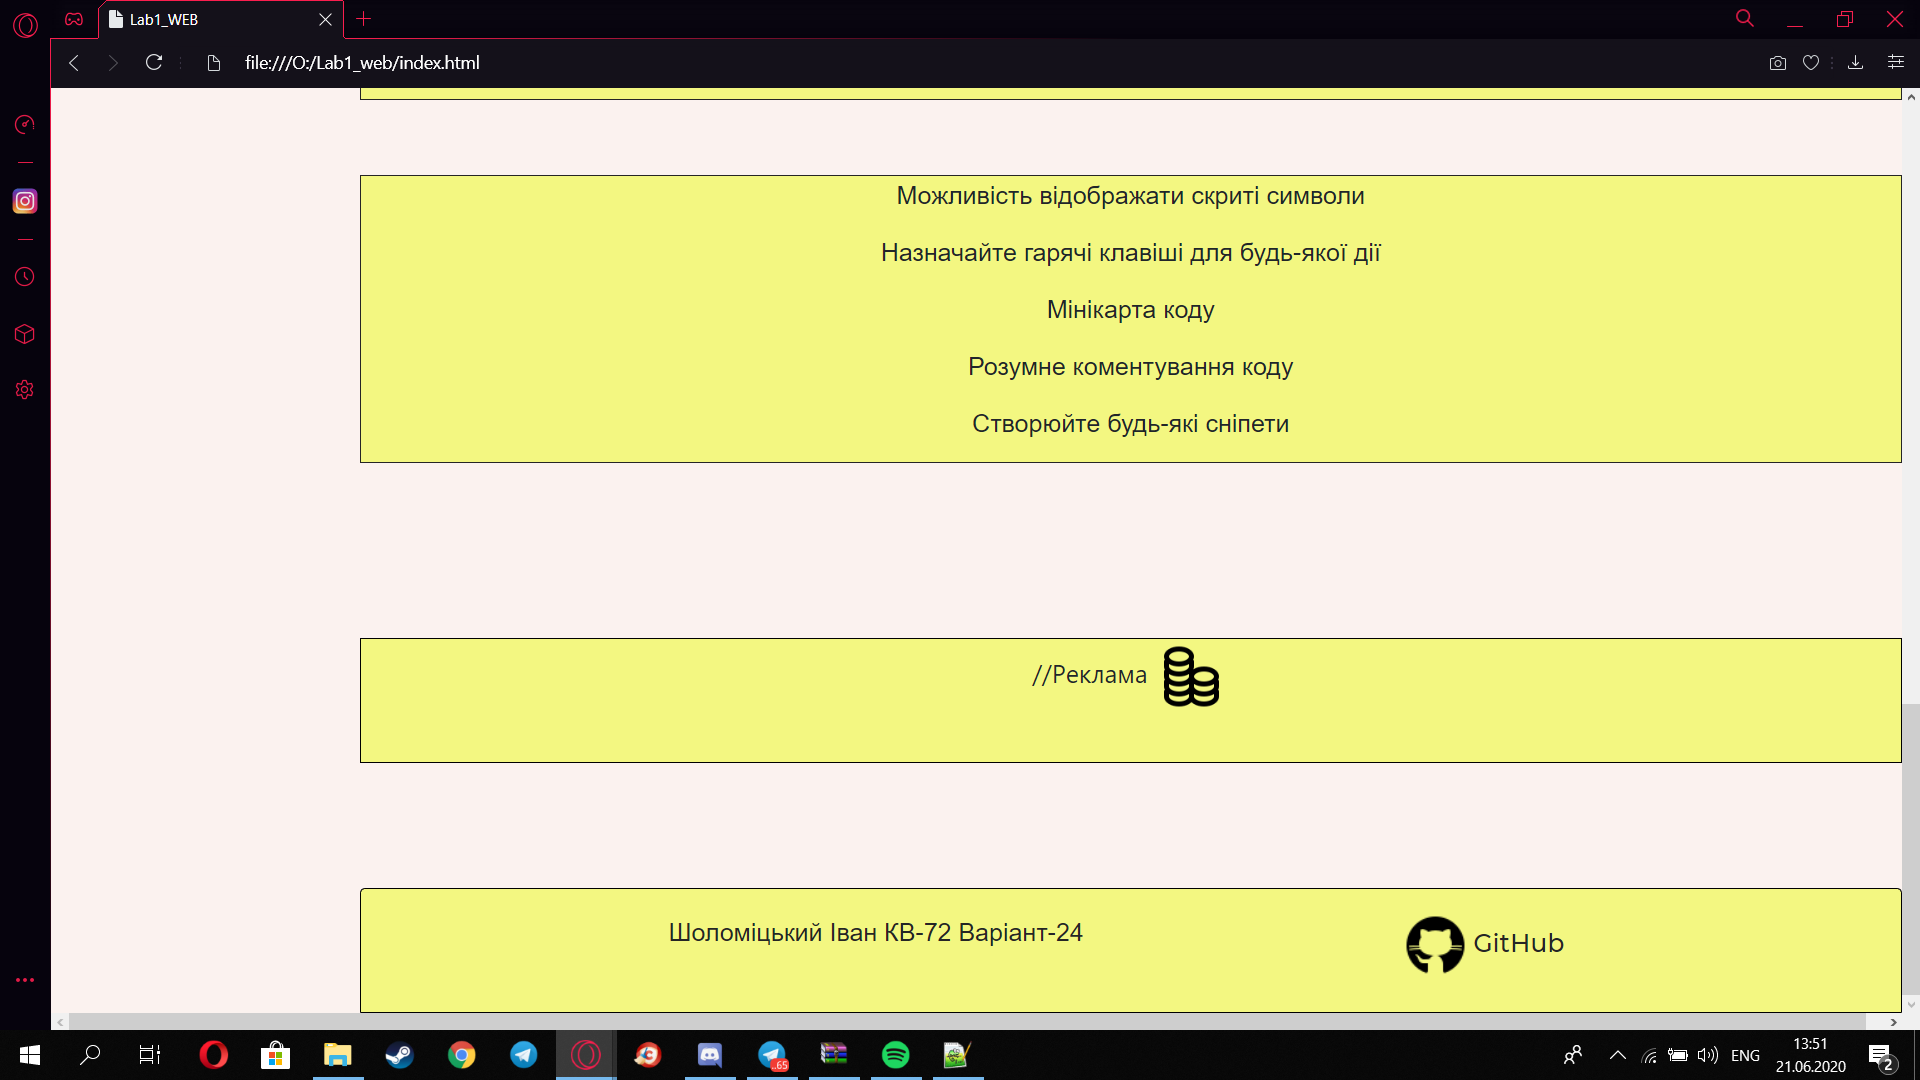 Lab1_WEB
file:///O:/Lab1_web/index.html
Можливість відображати скриті символи
Назначайте гарячі клавіші для будь-якої дії
Мінікарта коду
Розумне коментування коду
Створюйте будь-які сніпети
//Реклама
Шоломіцький Іван КВ-72 Варіант-24
GitHub
..65
ENG
13:51
21.06.2020
2